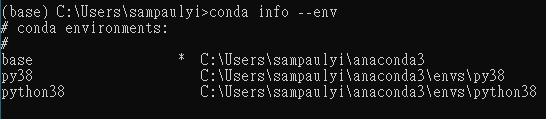 (base) C:\Users\sampaulyi>conda info --env
# conda environments:
#
base                  *  C:\Users\sampaulyi\anaconda3
py38                     C:\Users\sampaulyi\anaconda3\envs\py38
python38                 C:\Users\sampaulyi\anaconda3\envs\python38